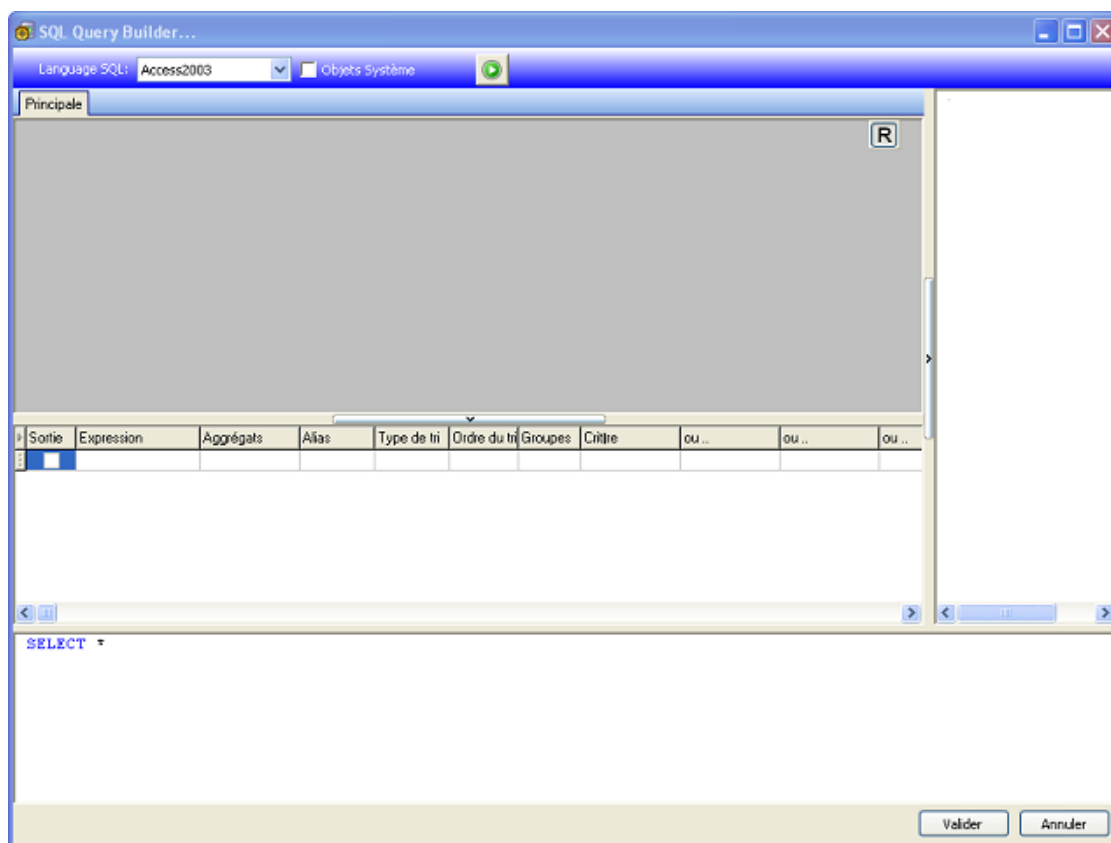 SQL Query Builder...
Language SQL: Access2003 Objets Système
Principale
R
Sortie Expression Aggrégats Alias Type de tri Ordre du tri Groupes Critlre ou .. ou .. ou ..
SELECT *
Valider Annuler